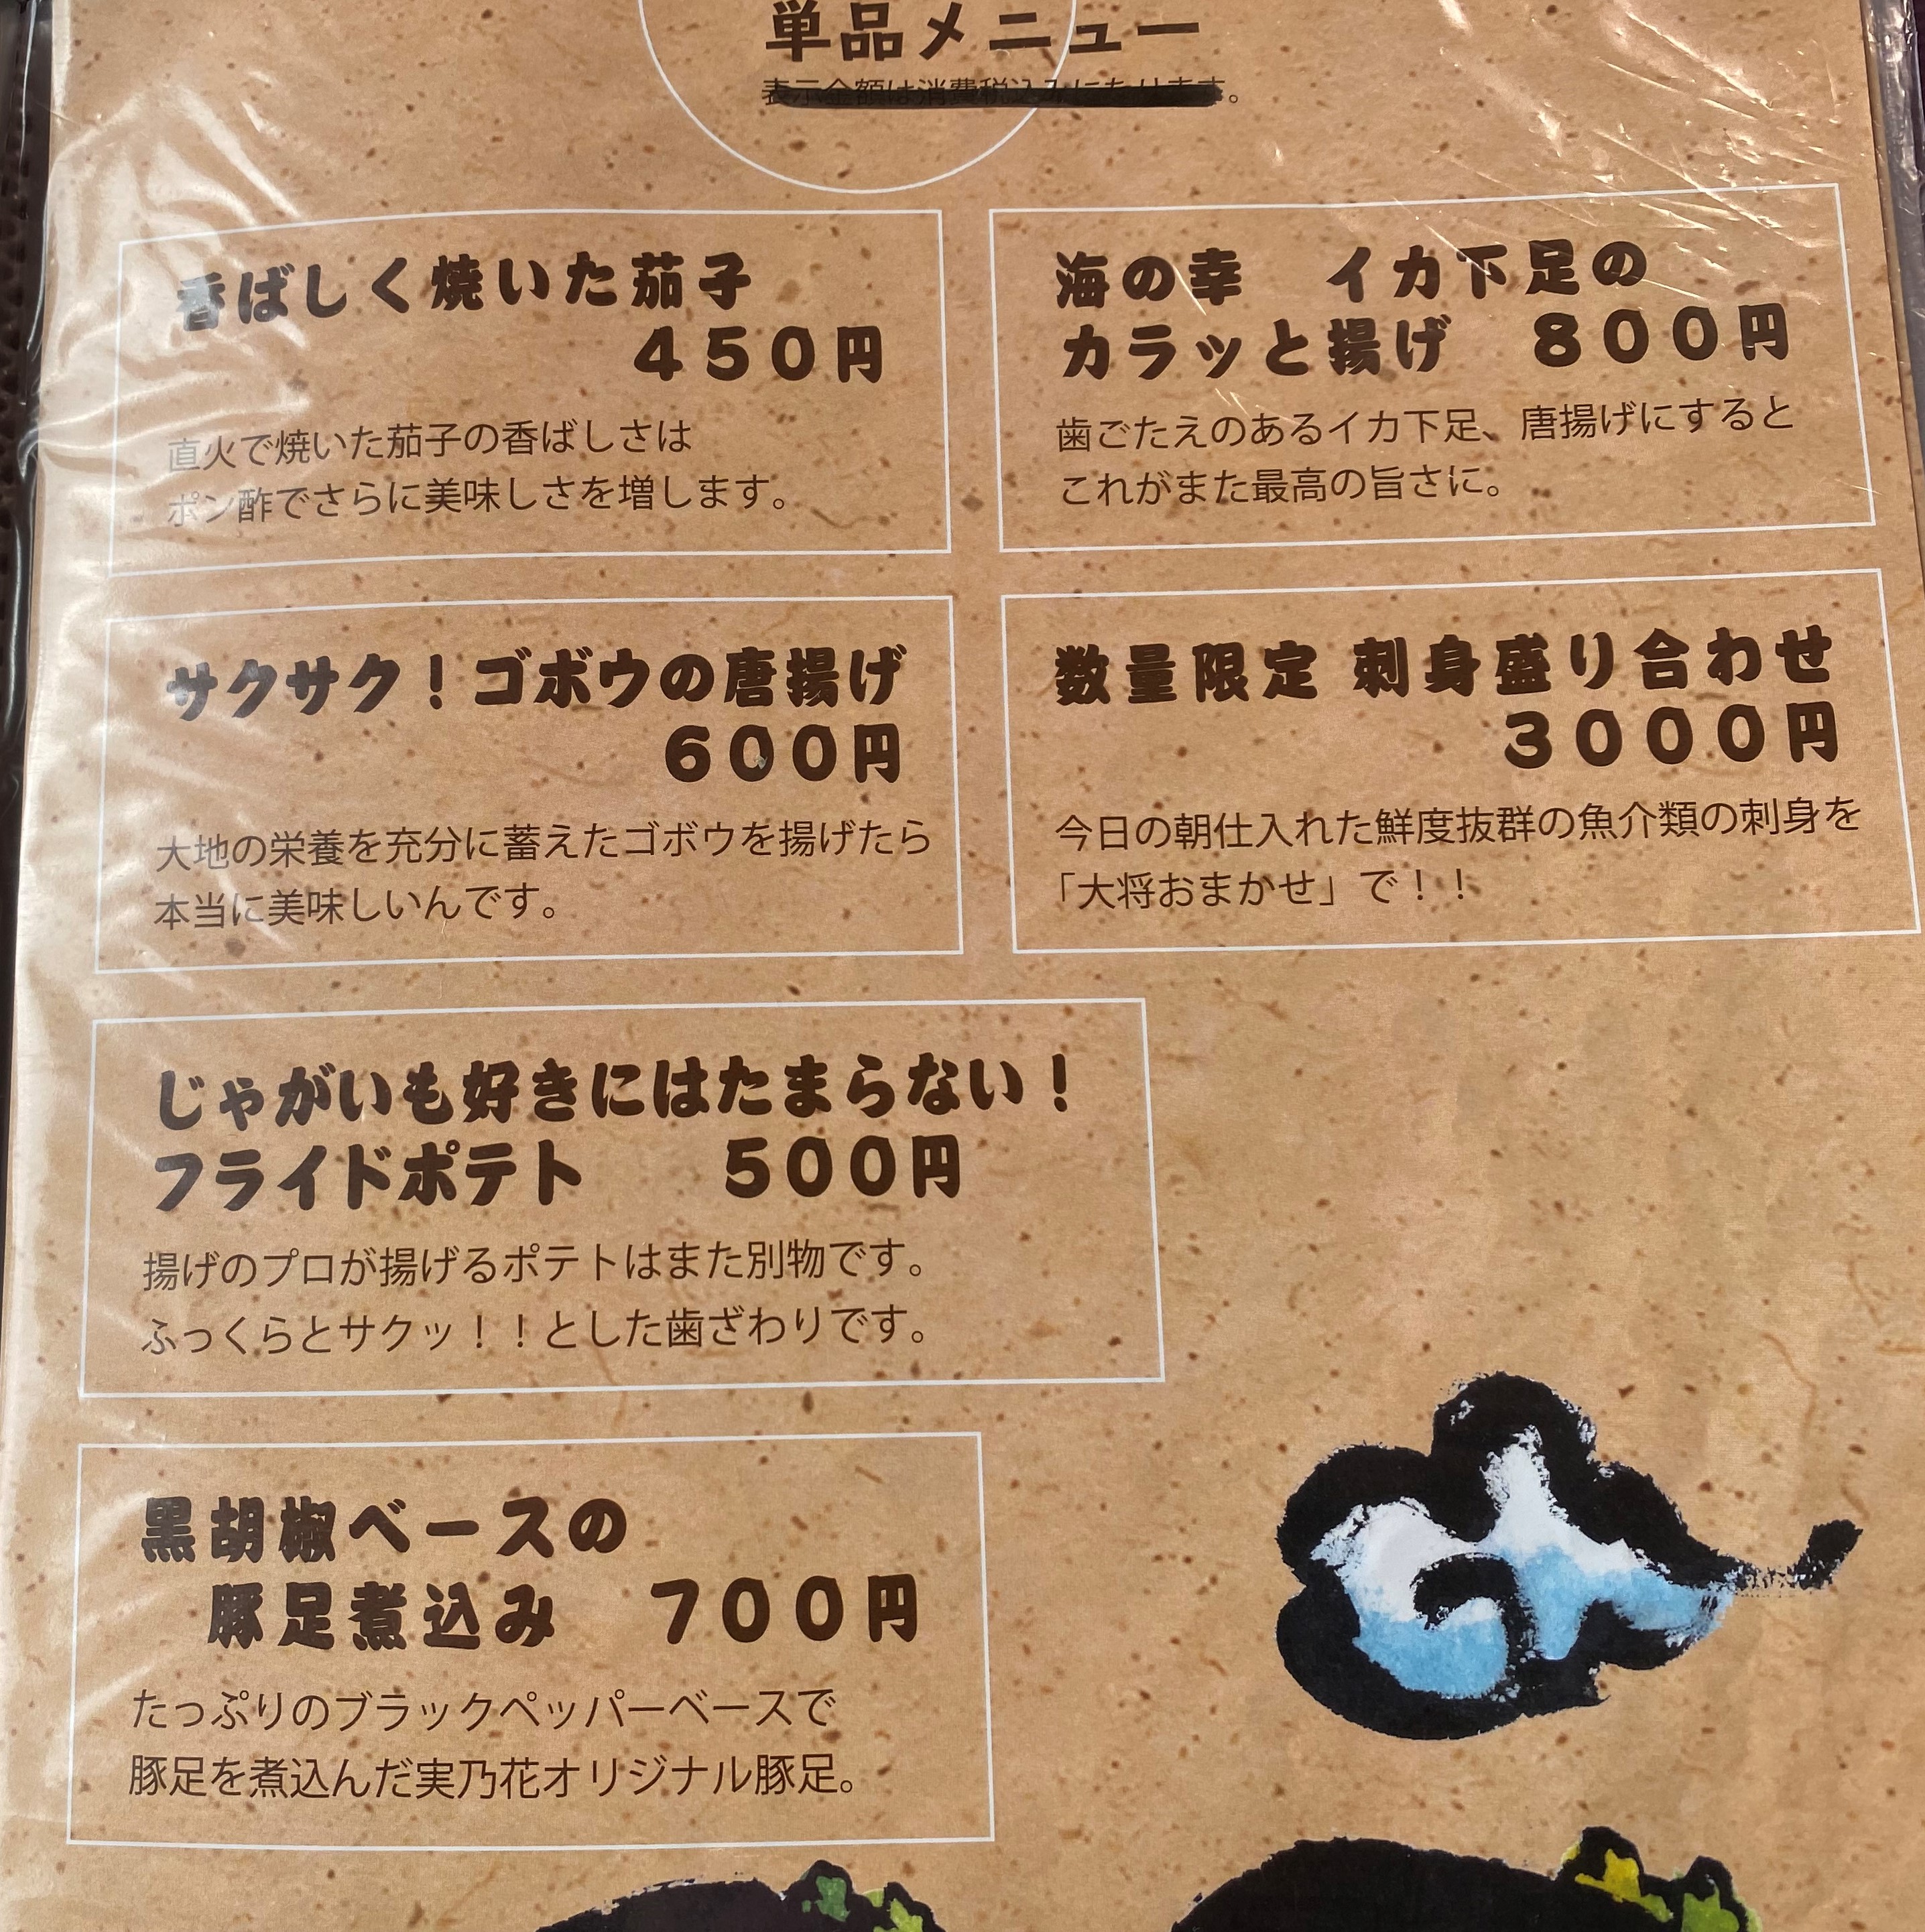 単品メニュー
表示金額は消費税込みになります。
香ばしく焼いた茄子
450円
直火で焼いた茄子の香ばしさは
ポン酢でさらに美味しさを増します。
海の幸　イカ下足の
カラッと揚げ　800円
歯ごたえのあるイカ下足、唐揚げにすると
これがまた最高の旨さに。
サクサク！ゴボウの唐揚げ
600円
大地の栄養を充分に蓄えたゴボウを揚げたら
本当に美味しいんです。
数量限定 刺身盛り合わせ
3000円
今日の朝仕入れた鮮度抜群の魚介類の刺身を
「大将おまかせ」で！！
じゃがいも好きにはたまらない！
フライドポテト　500円
揚げのプロが揚げるポテトはまた別物です。
ふっくらとサクッ！！とした歯ざわりです。
黒胡椒ベースの
豚足煮込み　700円
たっぷりのブラックペッパーベースで
豚足を煮込んだ実乃花オリジナル豚足。